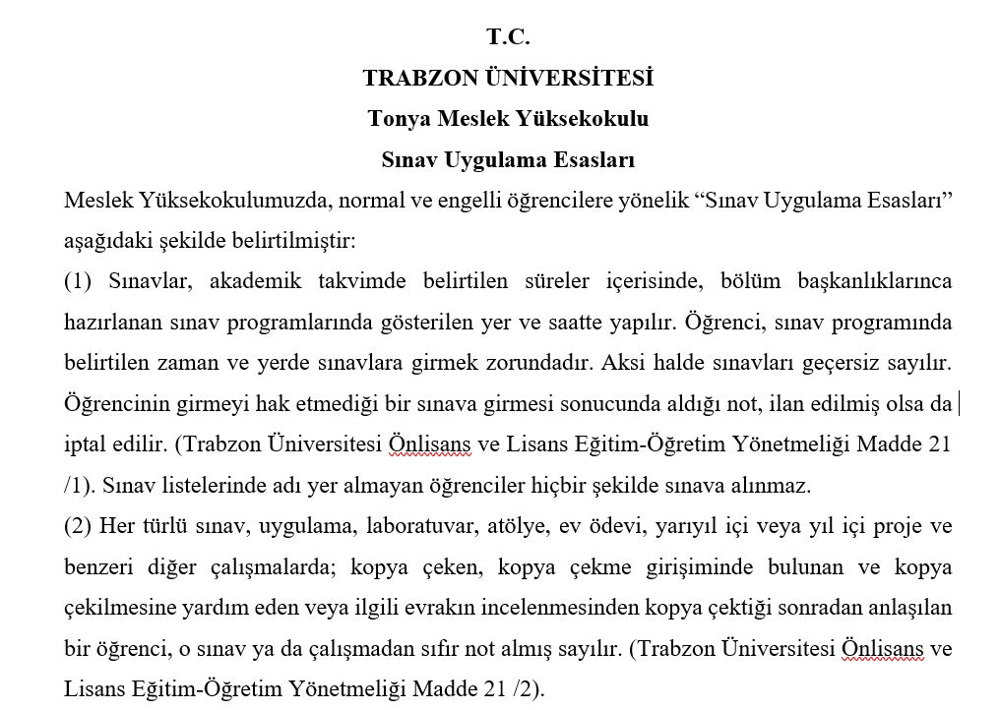 T.C.
TRABZON ÜNİVERSİTESİ
Tonya Meslek Yüksekokulu
Sınav Uygulama Esasları
Meslek Yüksekokulumuzda, normal ve engelli öğrencilere yönelik “Sınav Uygulama Esasları”
aşağıdaki şekilde belirtilmiştir:
(1) Sınavlar, akademik takvimde belirtilen süreler içerisinde, bölüm başkanlıklarınca
hazırlanan sınav programlarında gösterilen yer ve saatte yapılır. Öğrenci, sınav programında
belirtilen zaman ve yerde sınavlara girmek zorundadır. Aksi halde sınavları geçersiz sayılır.
Öğrencinin girmeyi hak etmediği bir sınava girmesi sonucunda aldığı not, ilan edilmiş olsa da
iptal edilir. (Trabzon Üniversitesi Önlisans ve Lisans Eğitim-Öğretim Yönetmeliği Madde 21
/1). Sınav listelerinde adı yer almayan öğrenciler hiçbir şekilde sınava alınmaz.
(2) Her türlü sınav, uygulama, laboratuvar, atölye, ev ödevi, yarıyıl içi veya yıl içi proje ve
benzeri diğer çalışmalarda; kopya çeken, kopya çekme girişiminde bulunan ve kopya
çekilmesine yardım eden veya ilgili evrakın incelenmesinden kopya çektiği sonradan anlaşılan
bir öğrenci, o sınav ya da çalışmadan sıfır not almış sayılır. (Trabzon Üniversitesi Önlisans ve
Lisans Eğitim-Öğretim Yönetmeliği Madde 21 /2).